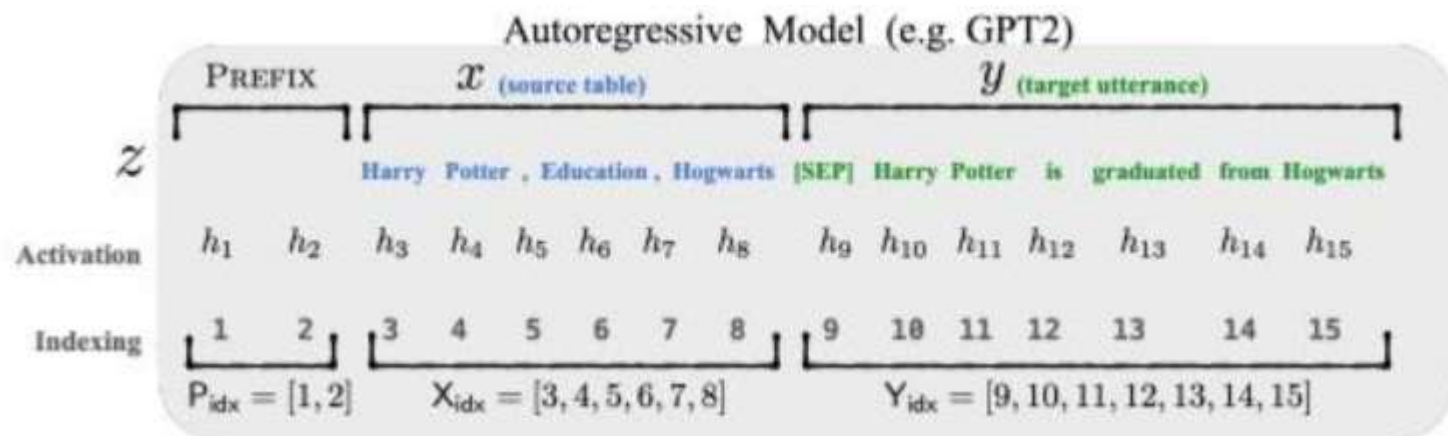 Autoregressive Model (e.g. GPT2)
PREFIX x (source table) y (target utterance)
z Harry Potter , Education , Hogwarts [SEP] Harry Potter is graduated from Hogwarts
Activation h₁ h₂ h₃ h₄ h₅ h₆ h₇ h₈ h₉ h₁₀ h₁₁ h₁₂ h₁₃ h₁₄ h₁₅
Indexing 1 2 3 4 5 6 7 8 9 10 11 12 13 14 15
P_idx = [1, 2] X_idx = [3, 4, 5, 6, 7, 8] Y_idx = [9, 10, 11, 12, 13, 14, 15]